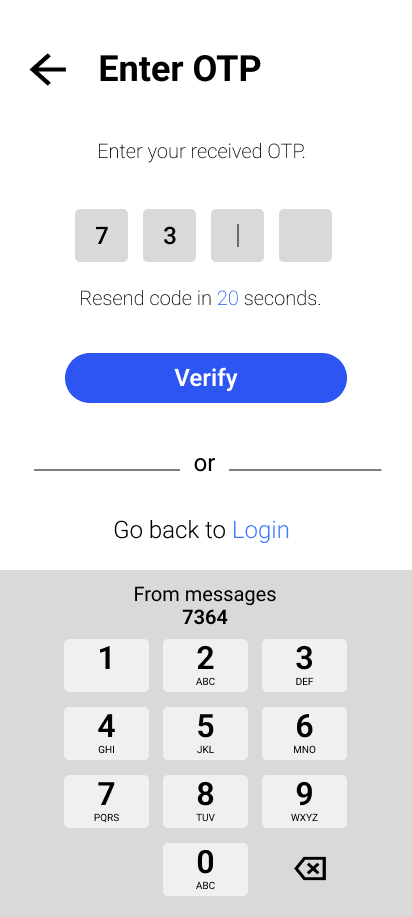 Enter OTP
Enter your received OTP.
7 3
Resend code in 20 seconds.
Verify
or
Go back to Login
From messages
7364
1 2 3
ABC DEF
4 5 6
GHI JKL MNO
7 8 9
PQRS TUV WXYZ
0
ABC